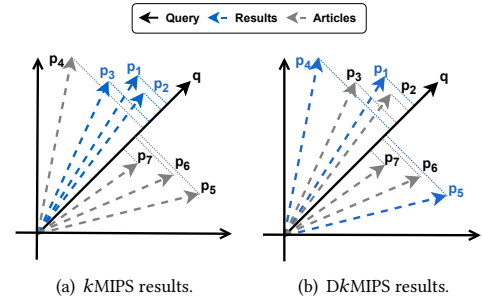 Query Results Articles
p4 p3 p1 p2 q
p7 p6 p5
p4 p3 p1 p2 q
p7 p6 p5
(a) kMIPS results. (b) DkMIPS results.